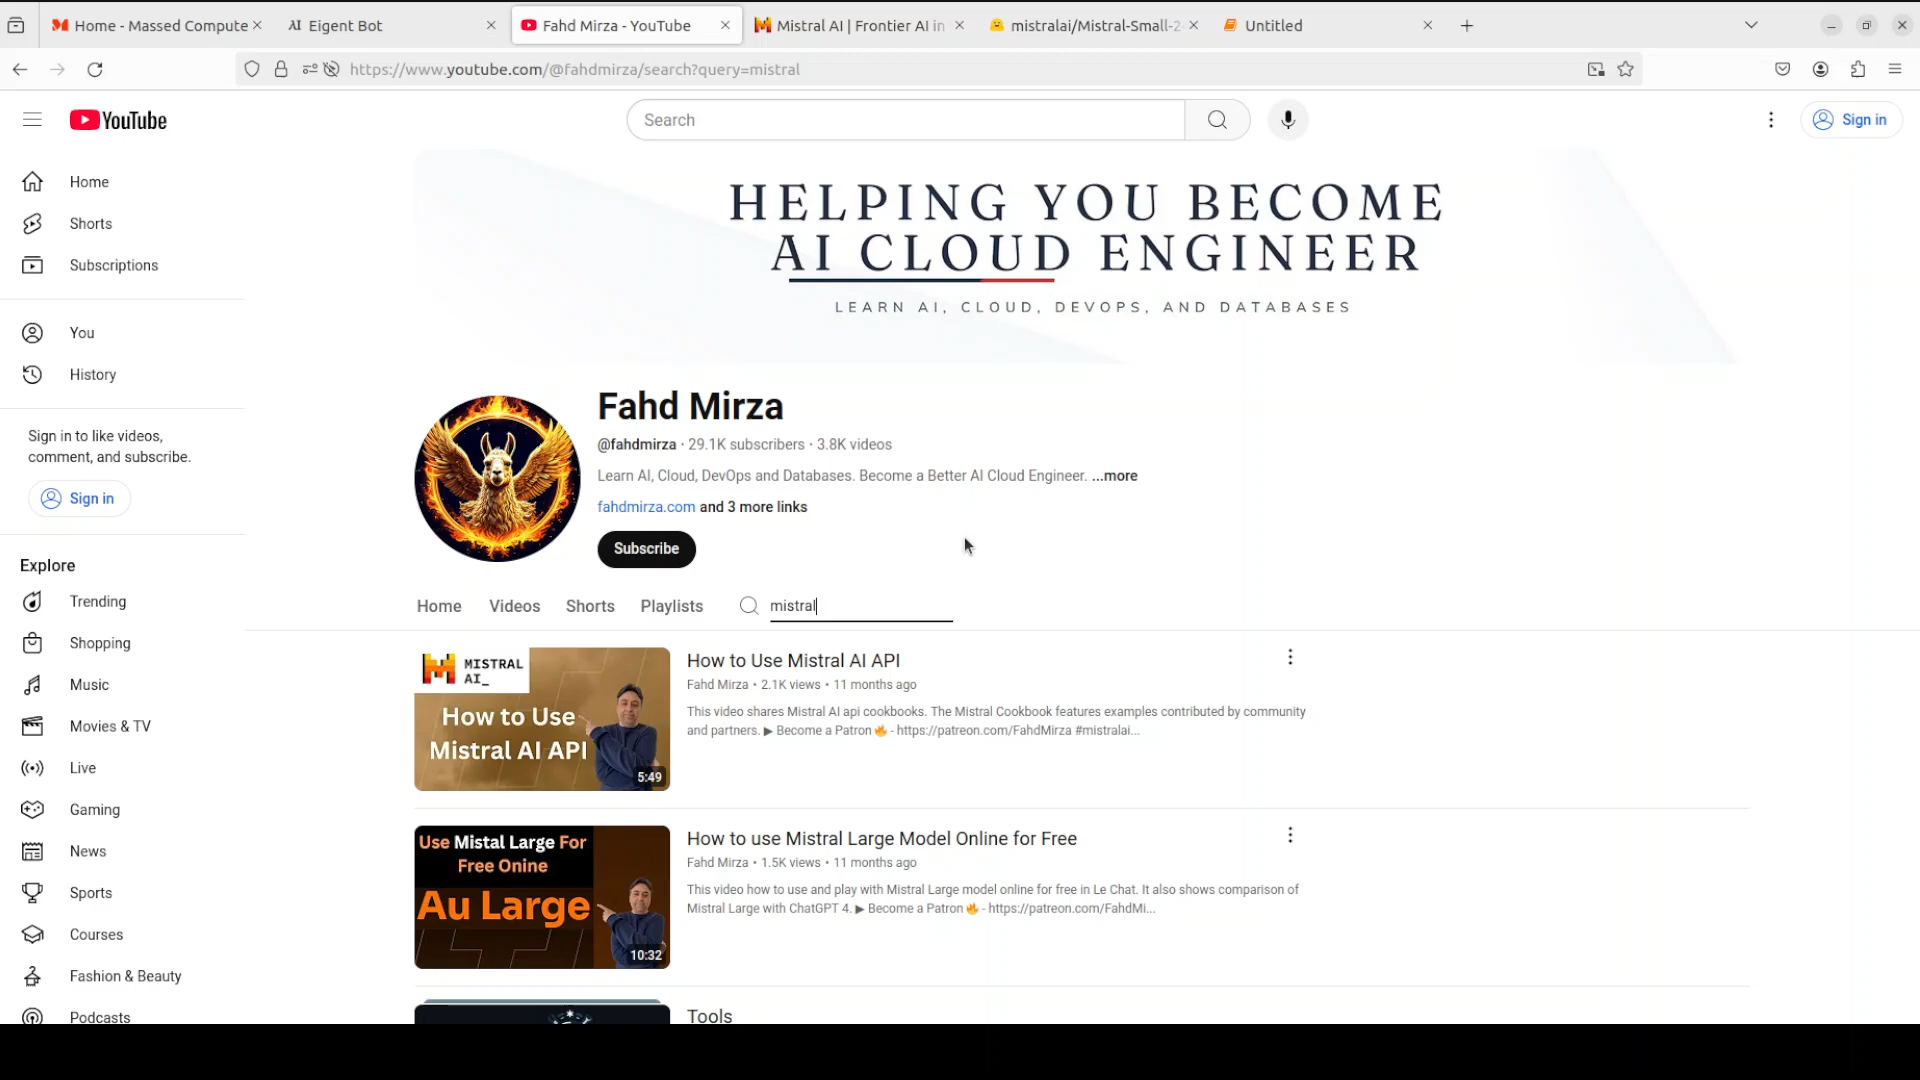 Home - Massed Compute
Eigent Bot
Fahd Mirza - YouTube
Mistral AI | Frontier AI in
mistralai/Mistral-Small-2
Untitled
https://www.youtube.com/@fahdmirza/search?query=mistral
YouTube
Search
Sign in
Home
Shorts
Subscriptions
You
History
Sign in to like videos,
comment, and subscribe.
Sign in
Explore
Trending
Shopping
Music
Movies & TV
Live
Gaming
News
Sports
Courses
Fashion & Beauty
Podcasts
HELPING YOU BECOME
AI CLOUD ENGINEER
LEARN AI, CLOUD, DEVOPS, AND DATABASES
Fahd Mirza
@fahdmirza · 29.1K subscribers · 3.8K videos
Learn AI, Cloud, DevOps and Databases. Become a Better AI Cloud Engineer. ...more
fahdmirza.com and 3 more links
Subscribe
Home Videos Shorts Playlists mistral
MISTRAL
AI_
How to Use
Mistral AI API
5:49
How to Use Mistral AI API
Fahd Mirza • 2.1K views • 11 months ago
This video shares Mistral AI api cookbooks. The Mistral Cookbook features examples contributed by community
and partners. ▶ Become a Patron 🔥 - https://patreon.com/FahdMirza #mistralai...
Use Mistal Large For
Free Onine
Au Large
10:32
How to use Mistral Large Model Online for Free
Fahd Mirza • 1.5K views • 11 months ago
This video how to use and play with Mistral Large model online for free in Le Chat. It also shows comparison of
Mistral Large with ChatGPT 4. ▶ Become a Patron 🔥 - https://patreon.com/FahdMi...
Tools